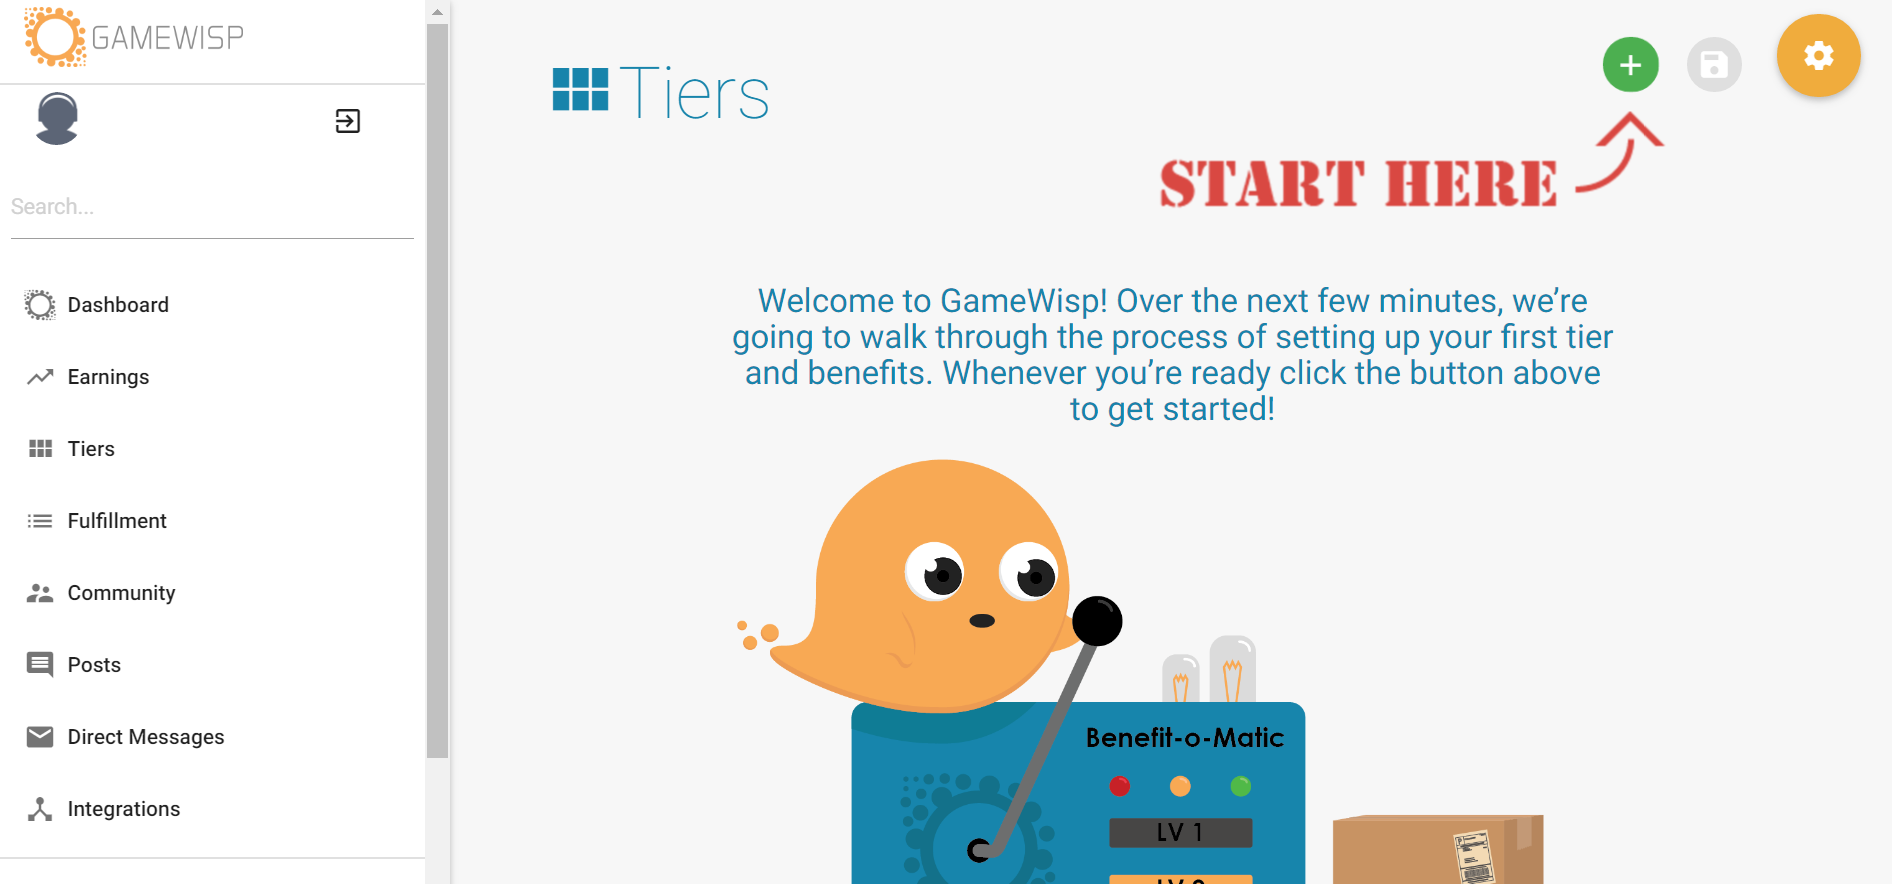 GAMEWISP
Search...
Dashboard
Earnings
Tiers
Fulfillment
Community
Posts
Direct Messages
Integrations
Tiers
START HERE
Welcome to GameWisp! Over the next few minutes, we’re
going to walk through the process of setting up your first tier
and benefits. Whenever you’re ready click the button above
to get started!
Benefit-o-Matic
LV 1